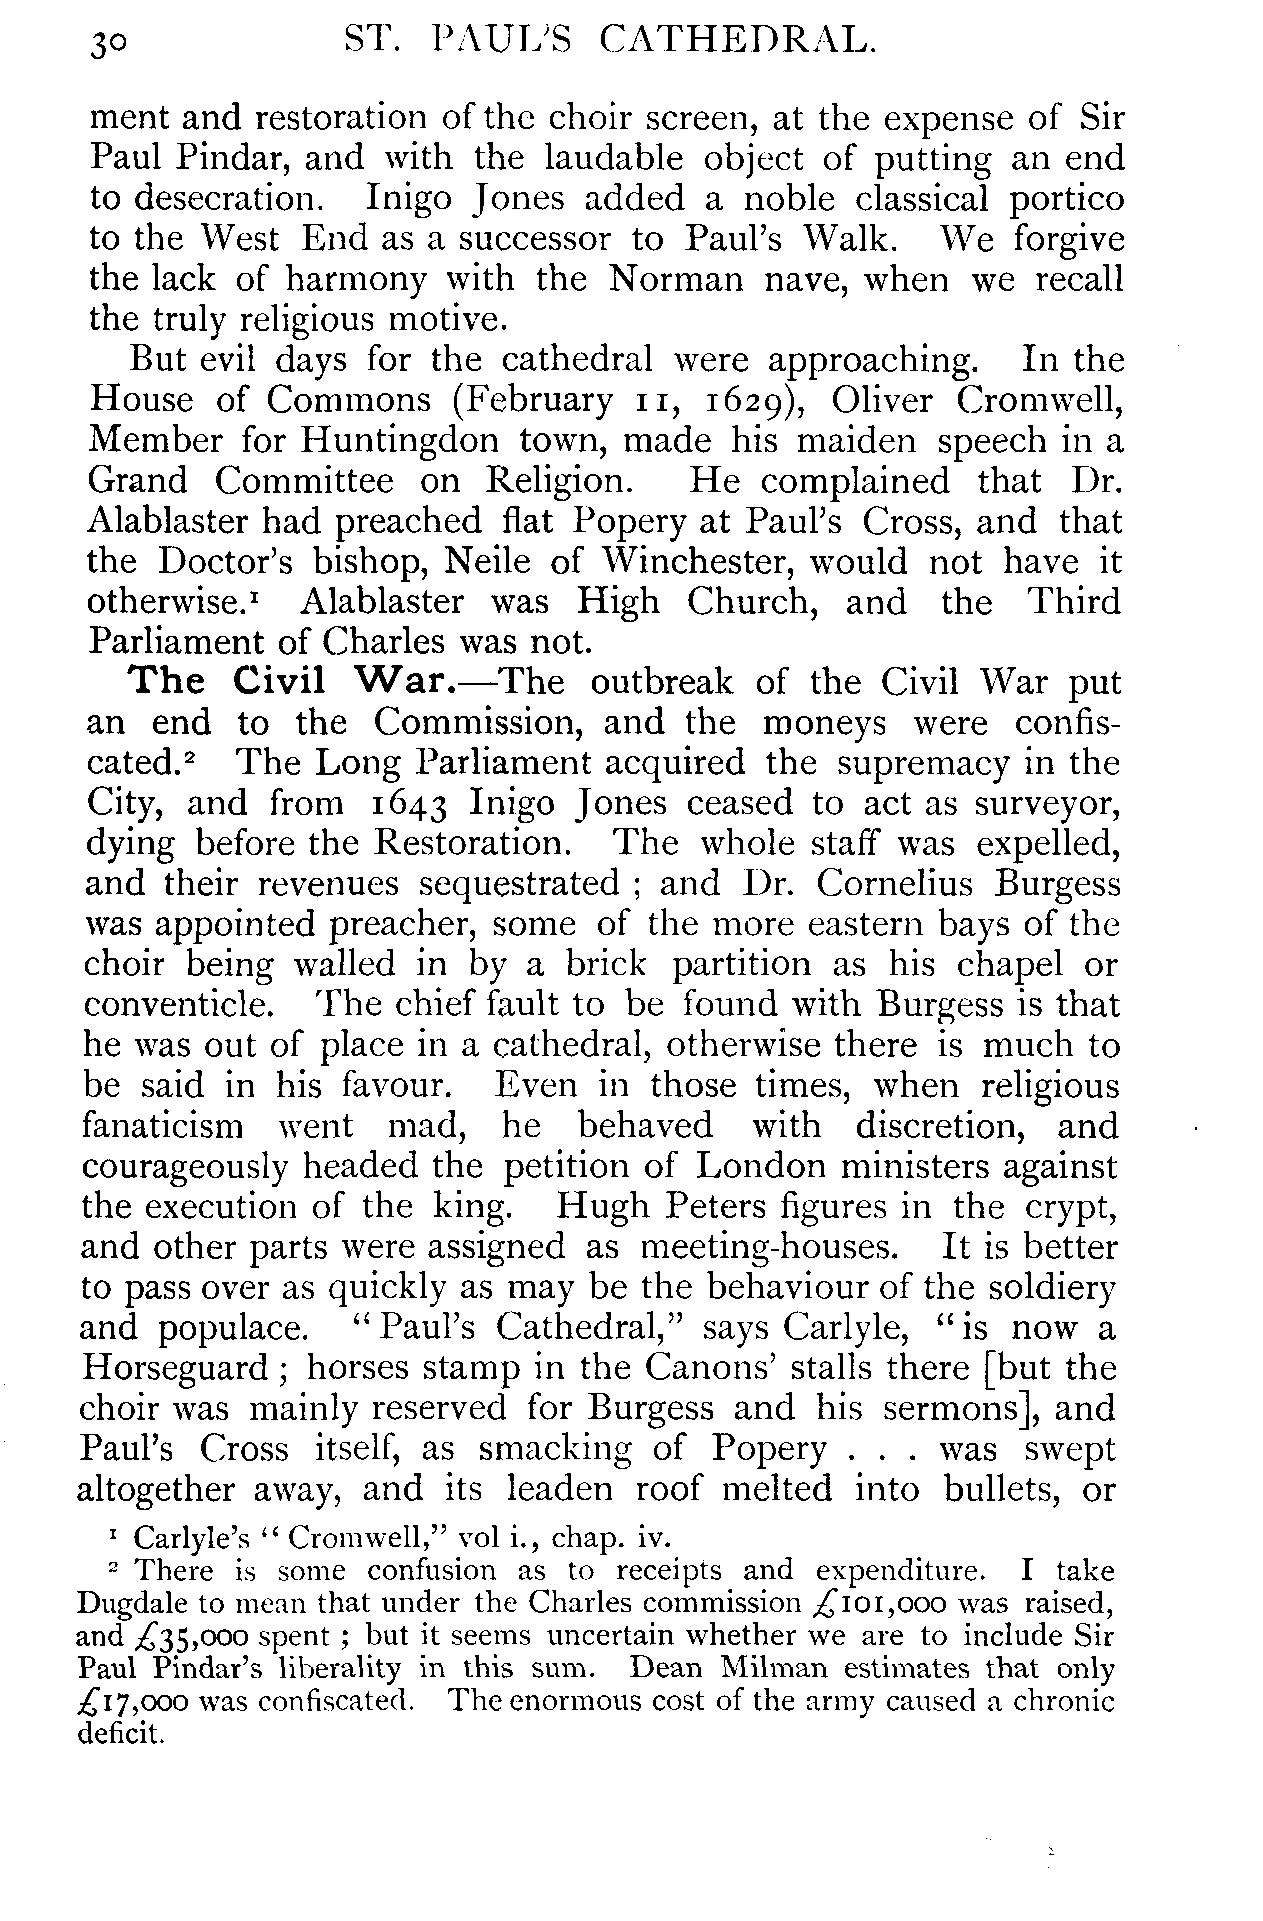 30 ST. PAUL'S CATHEDRAL.
ment and restoration of the choir screen, at the expense of Sir
Paul Pindar, and with the laudable object of putting an end
to desecration. Inigo Jones added a noble classical portico
to the West End as a successor to Paul's Walk. We forgive
the lack of harmony with the Norman nave, when we recall
the truly religious motive.
But evil days for the cathedral were approaching. In the
House of Commons (February 11, 1629), Oliver Cromwell,
Member for Huntingdon town, made his maiden speech in a
Grand Committee on Religion. He complained that Dr.
Alablaster had preached flat Popery at Paul's Cross, and that
the Doctor's bishop, Neile of Winchester, would not have it
otherwise.¹ Alablaster was High Church, and the Third
Parliament of Charles was not.
The Civil War.—The outbreak of the Civil War put
an end to the Commission, and the moneys were confis-
cated.² The Long Parliament acquired the supremacy in the
City, and from 1643 Inigo Jones ceased to act as surveyor,
dying before the Restoration. The whole staff was expelled,
and their revenues sequestrated ; and Dr. Cornelius Burgess
was appointed preacher, some of the more eastern bays of the
choir being walled in by a brick partition as his chapel or
conventicle. The chief fault to be found with Burgess is that
he was out of place in a cathedral, otherwise there is much to
be said in his favour. Even in those times, when religious
fanaticism went mad, he behaved with discretion, and
courageously headed the petition of London ministers against
the execution of the king. Hugh Peters figures in the crypt,
and other parts were assigned as meeting-houses. It is better
to pass over as quickly as may be the behaviour of the soldiery
and populace. "Paul's Cathedral," says Carlyle, "is now a
Horseguard ; horses stamp in the Canons' stalls there [but the
choir was mainly reserved for Burgess and his sermons], and
Paul's Cross itself, as smacking of Popery . . . was swept
altogether away, and its leaden roof melted into bullets, or
¹ Carlyle's "Cromwell," vol i., chap. iv.
² There is some confusion as to receipts and expenditure. I take
Dugdale to mean that under the Charles commission £101,000 was raised,
and £35,000 spent ; but it seems uncertain whether we are to include Sir
Paul Pindar's liberality in this sum. Dean Milman estimates that only
£17,000 was confiscated. The enormous cost of the army caused a chronic
deficit.